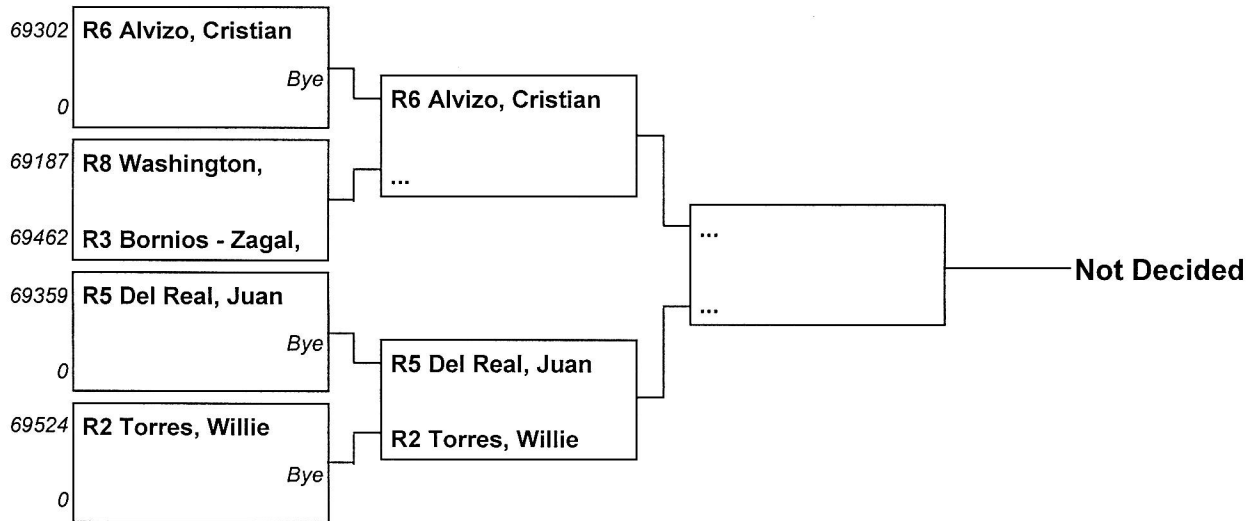 69302 R6 Alvizo, Cristian
Bye
0
69187 R8 Washington,
69462 R3 Bornios - Zagal,
69359 R5 Del Real, Juan
Bye
0
69524 R2 Torres, Willie
Bye
0
R6 Alvizo, Cristian
...
R5 Del Real, Juan
R2 Torres, Willie
...
...
Not Decided